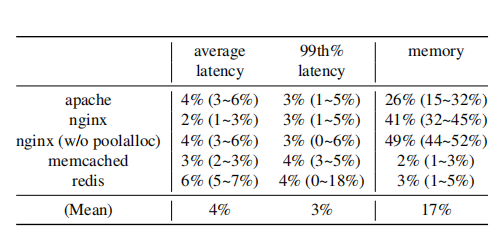 average 99th% memory
latency latency
apache 4% (3~6%) 3% (1~5%) 26% (15~32%)
nginx 2% (1~3%) 3% (1~5%) 41% (32~45%)
nginx (w/o poolalloc) 4% (3~6%) 3% (0~6%) 49% (44~52%)
memcached 3% (2~3%) 4% (3~5%) 2% (1~3%)
redis 6% (5~7%) 4% (0~18%) 3% (1~5%)
(Mean) 4% 3% 17%